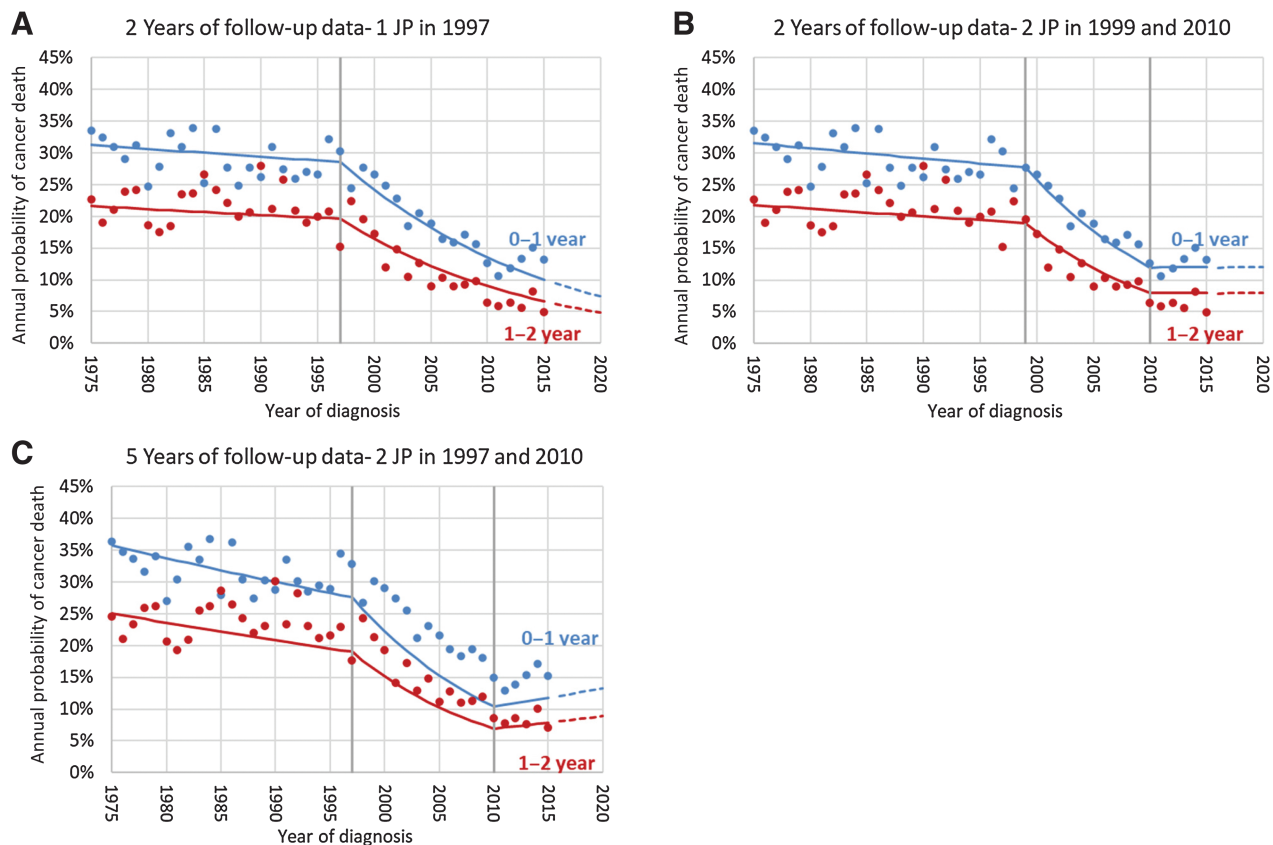 A
2 Years of follow-up data- 1 JP in 1997
Annual probability of cancer death
45%
40%
35%
30%
25%
20%
15%
10%
5%
0%
0–1 year
1–2 year
1975 1980 1985 1990 1995 2000 2005 2010 2015 2020
Year of diagnosis
B
2 Years of follow-up data- 2 JP in 1999 and 2010
Annual probability of cancer death
45%
40%
35%
30%
25%
20%
15%
10%
5%
0%
0–1 year
1–2 year
1975 1980 1985 1990 1995 2000 2005 2010 2015 2020
Year of diagnosis
C
5 Years of follow-up data- 2 JP in 1997 and 2010
Annual probability of cancer death
45%
40%
35%
30%
25%
20%
15%
10%
5%
0%
0–1 year
1–2 year
1975 1980 1985 1990 1995 2000 2005 2010 2015 2020
Year of diagnosis